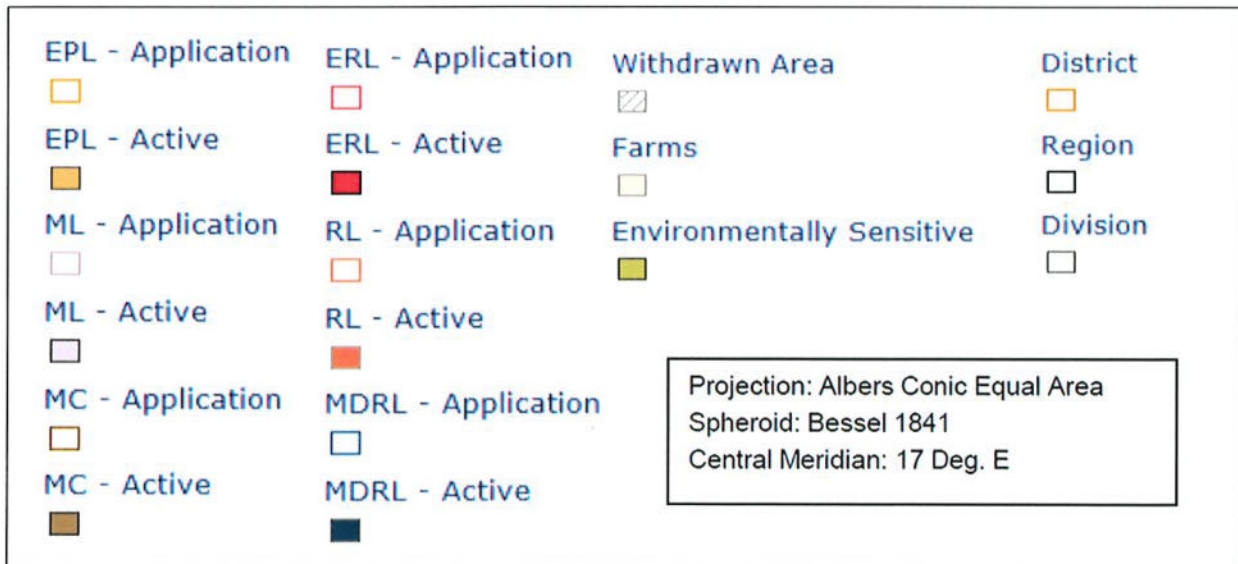 EPL - Application
EPL - Active
ML - Application
ML - Active
MC - Application
MC - Active
ERL - Application
ERL - Active
RL - Application
RL - Active
MDRL - Application
MDRL - Active
Withdrawn Area
Farms
Environmentally Sensitive
District
Region
Division
Projection: Albers Conic Equal Area
Spheroid: Bessel 1841
Central Meridian: 17 Deg. E